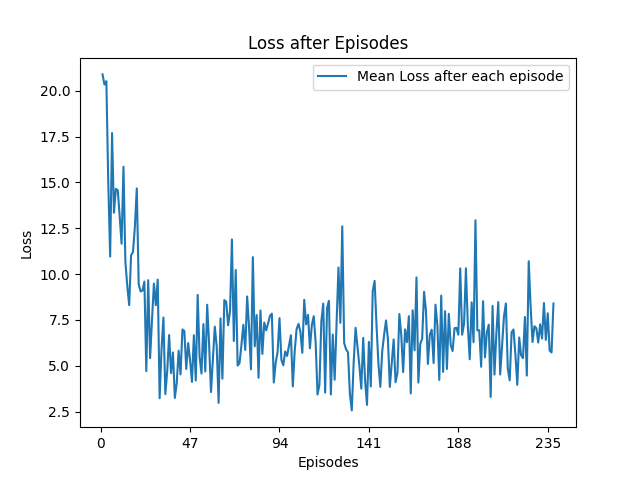 Loss after Episodes
Mean Loss after each episode
20.0
17.5
15.0
12.5
10.0
7.5
5.0
2.5
Loss
0 47 94 141 188 235
Episodes